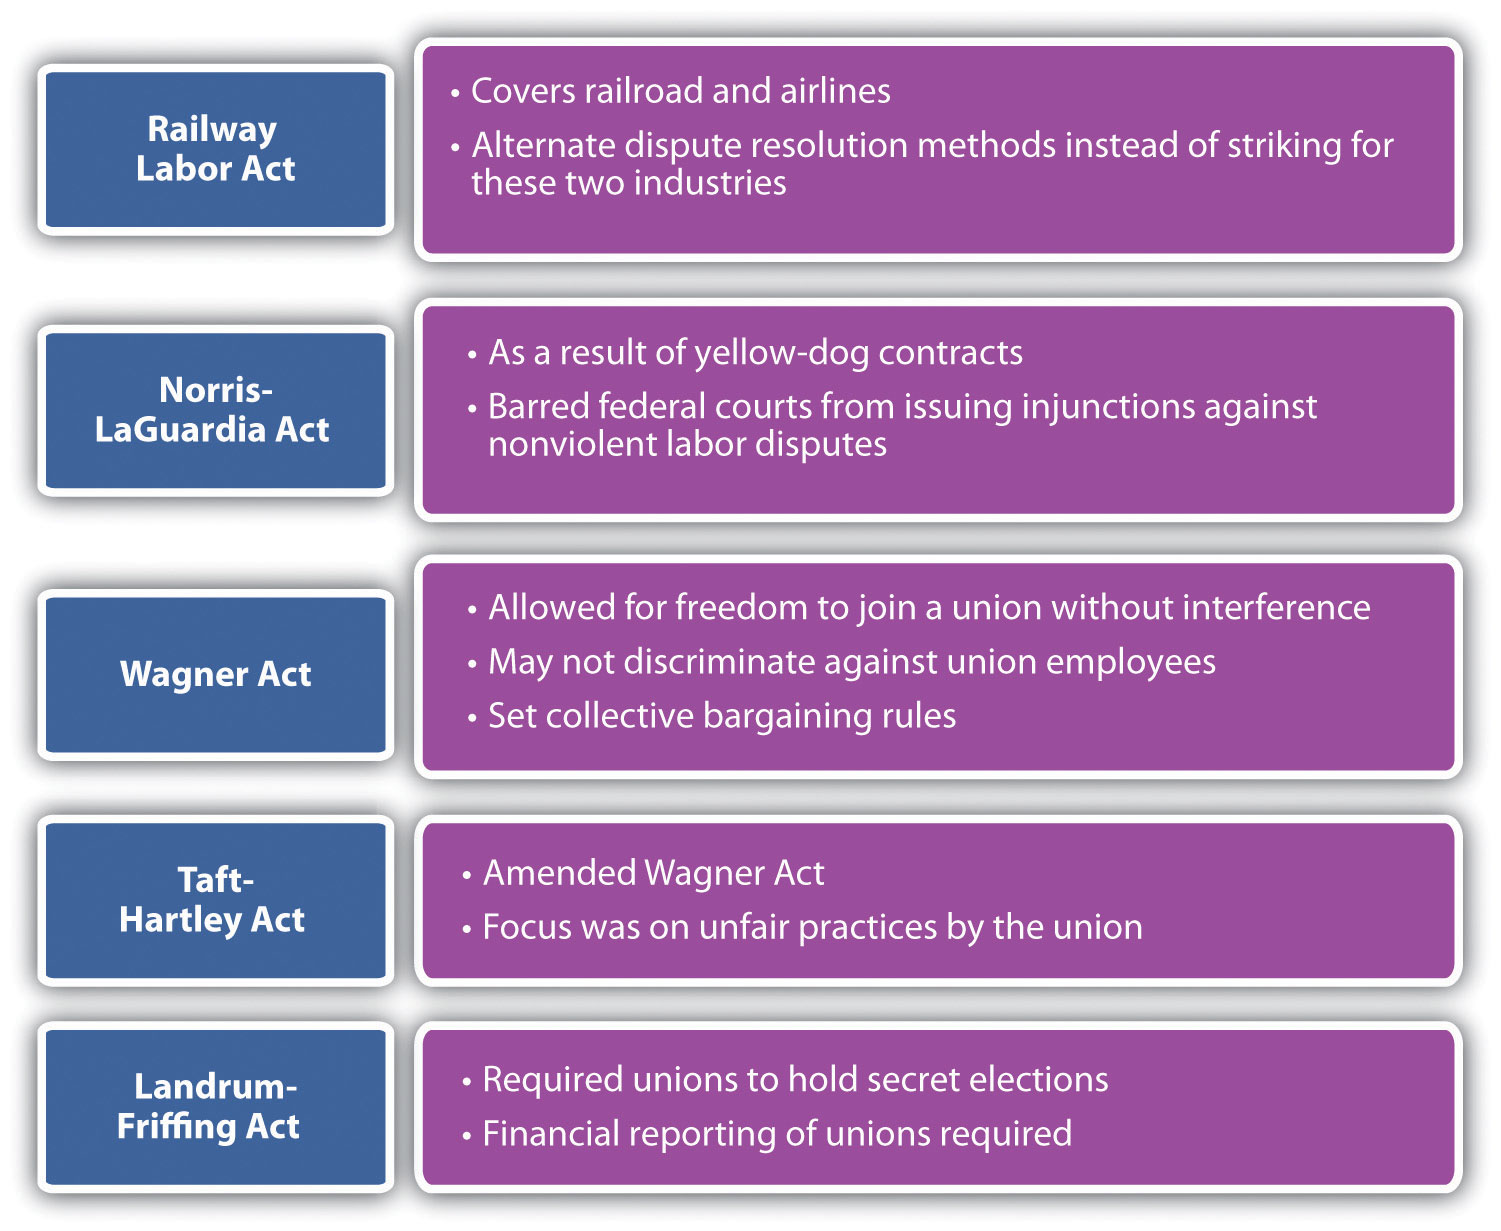 Railway
Labor Act
• Covers railroad and airlines
• Alternate dispute resolution methods instead of striking for
these two industries
Norris-
LaGuardia Act
• As a result of yellow-dog contracts
• Barred federal courts from issuing injunctions against
nonviolent labor disputes
Wagner Act
• Allowed for freedom to join a union without interference
• May not discriminate against union employees
• Set collective bargaining rules
Taft-
Hartley Act
• Amended Wagner Act
• Focus was on unfair practices by the union
Landrum-
Friffing Act
• Required unions to hold secret elections
• Financial reporting of unions required